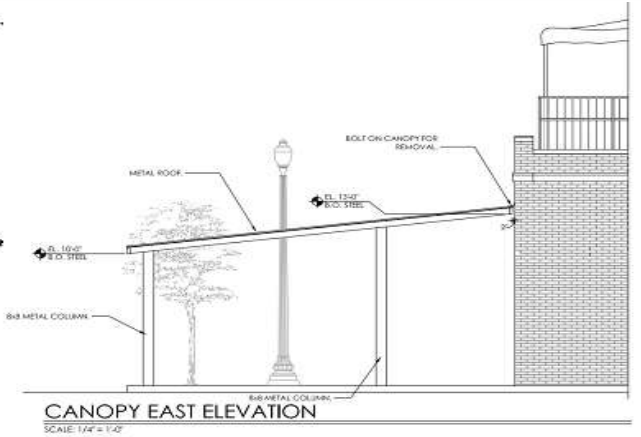 BOLT ON CANOPY FOR
REMOVAL.
METAL ROOF.
EL. 13'-0"
B.O. STEEL
EL. 10'-0"
B.O. STEEL
8x8 METAL COLUMN.
8x8 METAL COLUMN.
CANOPY EAST ELEVATION
SCALE: 1/4" = 1'-0"